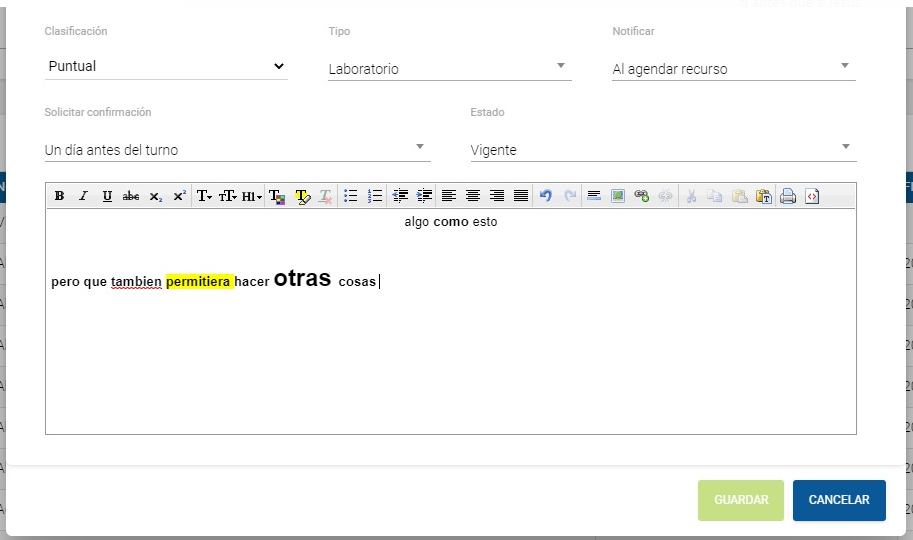 Clasificación Tipo Notificar
Puntual Laboratorio Al agendar recurso
Solicitar confirmación Estado
Un día antes del turno Vigente
B I U abc X₂ X² T TT H1 T T T
algo como esto
pero que tambien permitiera hacer otras cosas
GUARDAR CANCELAR